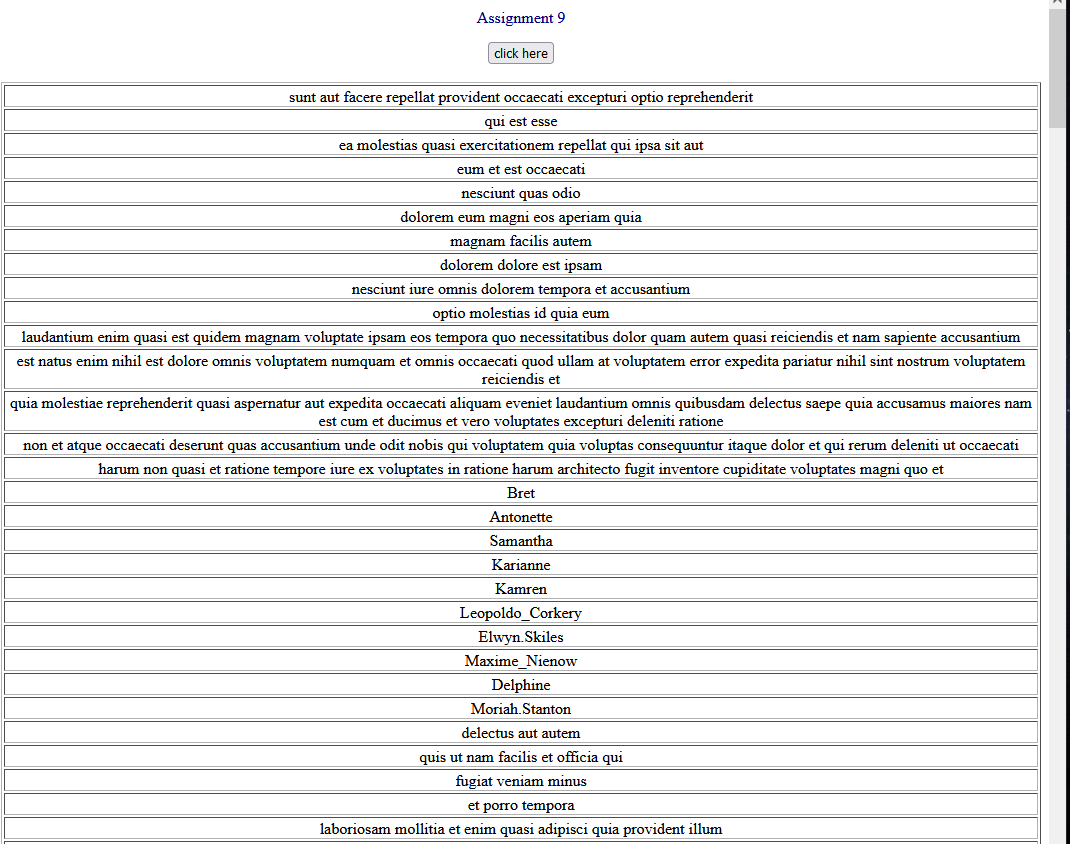 Assignment 9
click here
sunt aut facere repellat provident occaecati excepturi optio reprehenderit
qui est esse
ea molestias quasi exercitationem repellat qui ipsa sit aut
eum et est occaecati
nesciunt quas odio
dolorem eum magni eos aperiam quia
magnam facilis autem
dolorem dolore est ipsam
nesciunt iure omnis dolorem tempora et accusantium
optio molestias id quia eum
laudantium enim quasi est quidem magnam voluptate ipsam eos tempora quo necessitatibus dolor quam autem quasi reiciendis et nam sapiente accusantium
est natus enim nihil est dolore omnis voluptatem numquam et omnis occaecati quod ullam at voluptatem error expedita pariatur nihil sint nostrum voluptatem
reiciendis et
quia molestiae reprehenderit quasi aspernatur aut expedita occaecati aliquam eveniet laudantium omnis quibusdam delectus saepe quia accusamus maiores nam
est cum et ducimus et vero voluptates excepturi deleniti ratione
non et atque occaecati deserunt quas accusantium unde odit nobis qui voluptatem quia voluptas consequuntur itaque dolor et qui rerum deleniti ut occaecati
harum non quasi et ratione tempore iure ex voluptates in ratione harum architecto fugit inventore cupiditate voluptates magni quo et
Bret
Antonette
Samantha
Karianne
Kamren
Leopoldo_Corkery
Elwyn.Skiles
Maxime_Nienow
Delphine
Moriah.Stanton
delectus aut autem
quis ut nam facilis et officia qui
fugiat veniam minus
et porro tempora
laboriosam mollitia et enim quasi adipisci quia provident illum